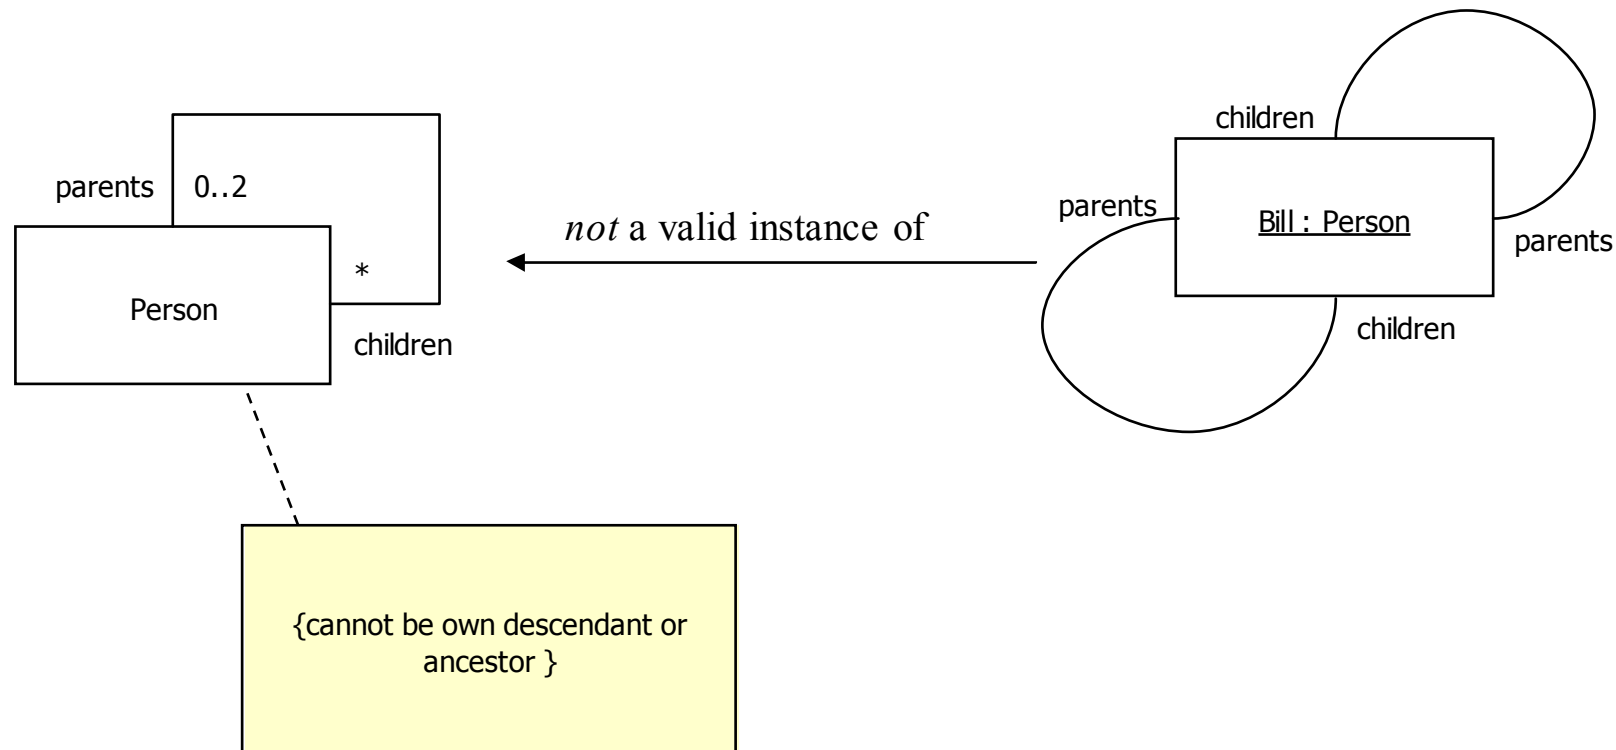 parents
0..2
*
Person
children
not a valid instance of
children
parents
Bill : Person
parents
children
{cannot be own descendant or
ancestor }